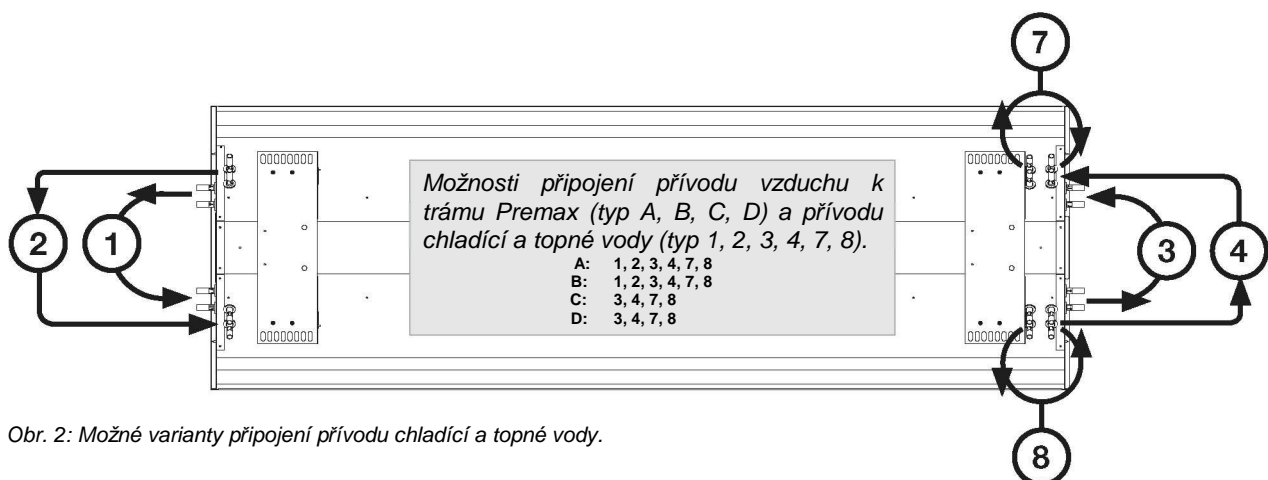 7
Možnosti připojení přívodu vzduchu k
trámu Premax (typ A, B, C, D) a přívodu
chladící a topné vody (typ 1, 2, 3, 4, 7, 8).
A: 1, 2, 3, 4, 7, 8
B: 1, 2, 3, 4, 7, 8
C: 3, 4, 7, 8
D: 3, 4, 7, 8
2
1
3
4
Obr. 2: Možné varianty připojení přívodu chladící a topné vody.
8